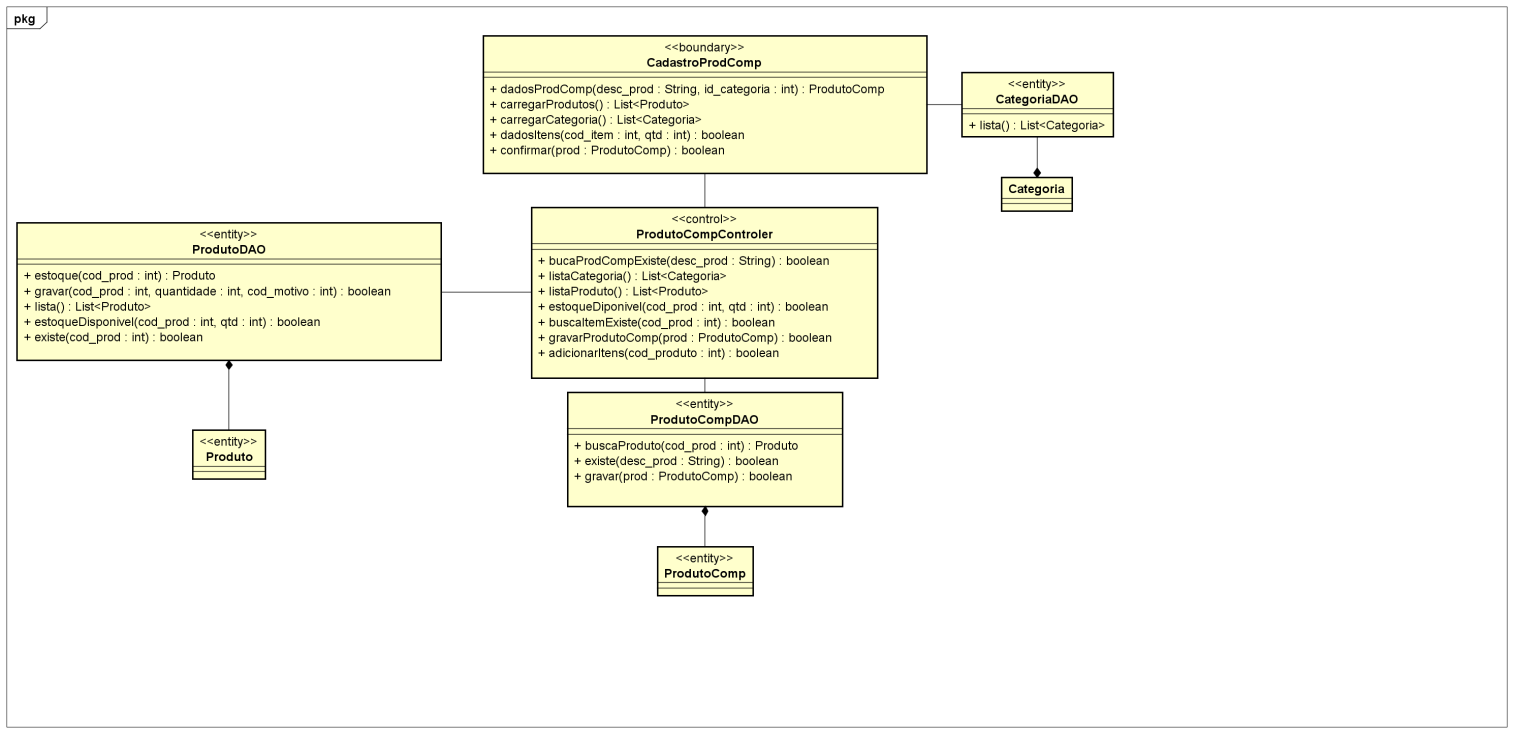 pkg
<<boundary>>
CadastroProdComp
+ dadosProdComp(desc_prod : String, id_categoria : int) : ProdutoComp
+ carregarProdutos() : List<Produto>
+ carregarCategoria() : List<Categoria>
+ dadosItens(cod_item : int, qtd : int) : boolean
+ confirmar(prod : ProdutoComp) : boolean
<<entity>>
CategoriaDAO
+ lista() : List<Categoria>
Categoria
<<control>>
ProdutoCompControler
+ bucaProdCompExiste(desc_prod : String) : boolean
+ listaCategoria() : List<Categoria>
+ listaProduto() : List<Produto>
+ estoqueDiponivel(cod_prod : int, qtd : int) : boolean
+ buscaItemExiste(cod_prod : int) : boolean
+ gravarProdutoComp(prod : ProdutoComp) : boolean
+ adicionarItens(cod_produto : int) : boolean
<<entity>>
ProdutoDAO
+ estoque(cod_prod : int) : Produto
+ gravar(cod_prod : int, quantidade : int, cod_motivo : int) : boolean
+ lista() : List<Produto>
+ estoqueDisponivel(cod_prod : int, qtd : int) : boolean
+ existe(cod_prod : int) : boolean
<<entity>>
Produto
<<entity>>
ProdutoCompDAO
+ buscaProduto(cod_prod : int) : Produto
+ existe(desc_prod : String) : boolean
+ gravar(prod : ProdutoComp) : boolean
<<entity>>
ProdutoComp